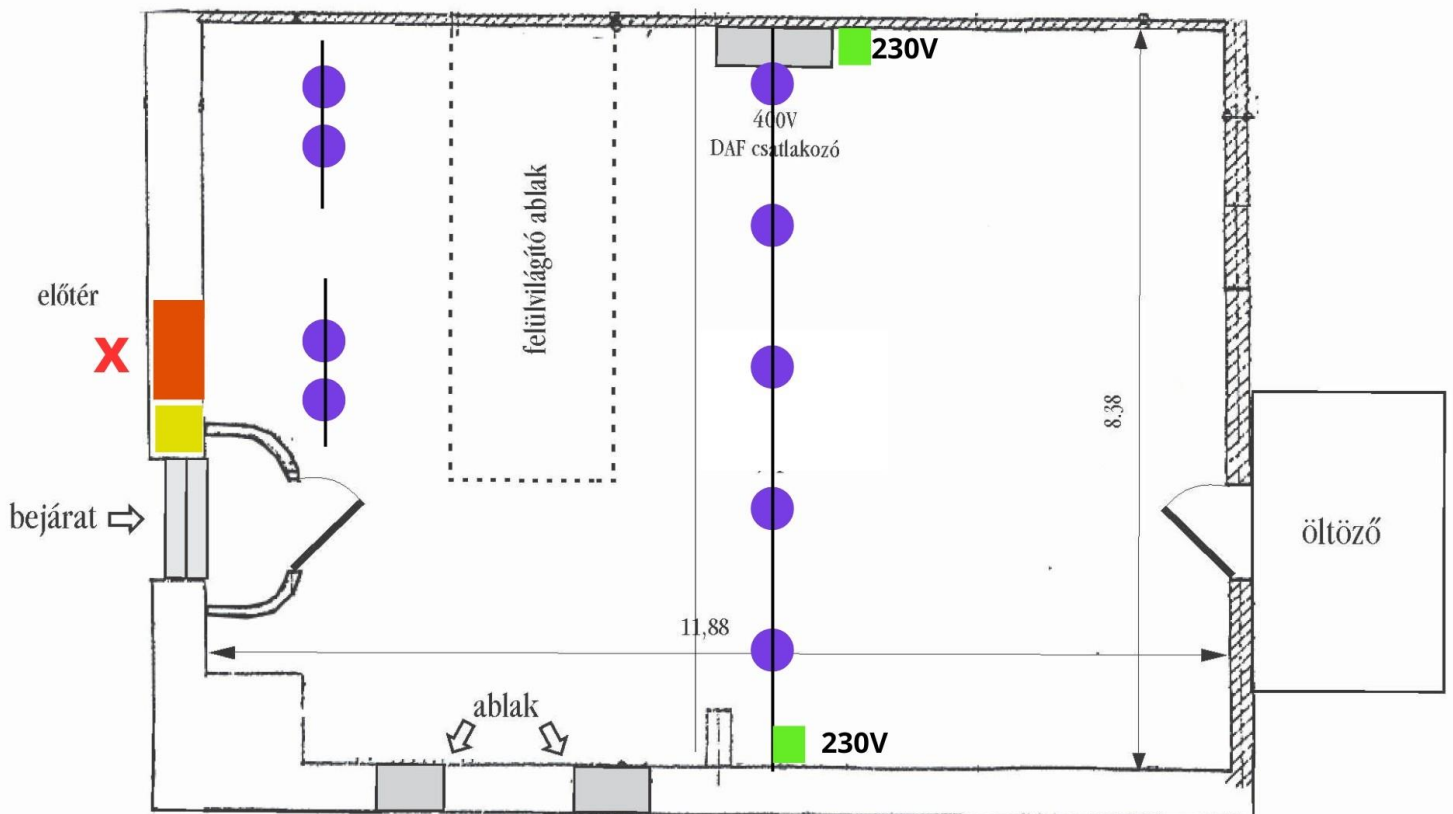 230V
400V
DAF csatlakozó
felülvilágító ablak
előtér
X
8.38
bejárat
öltöző
11,88
ablak
230V